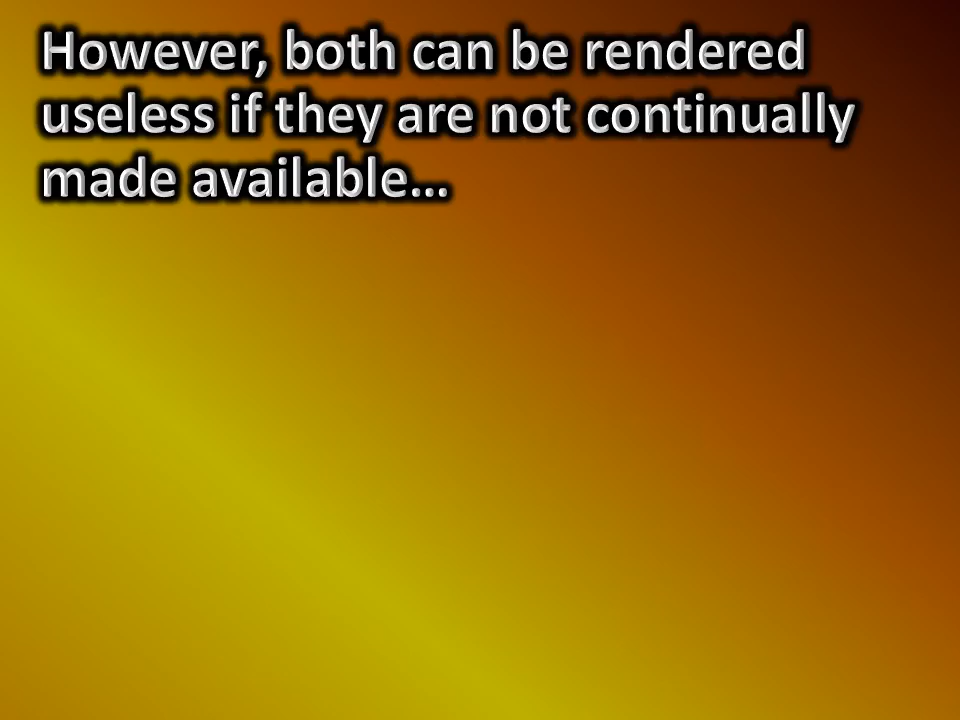 However, both can be rendered
useless if they are not continually
made available...